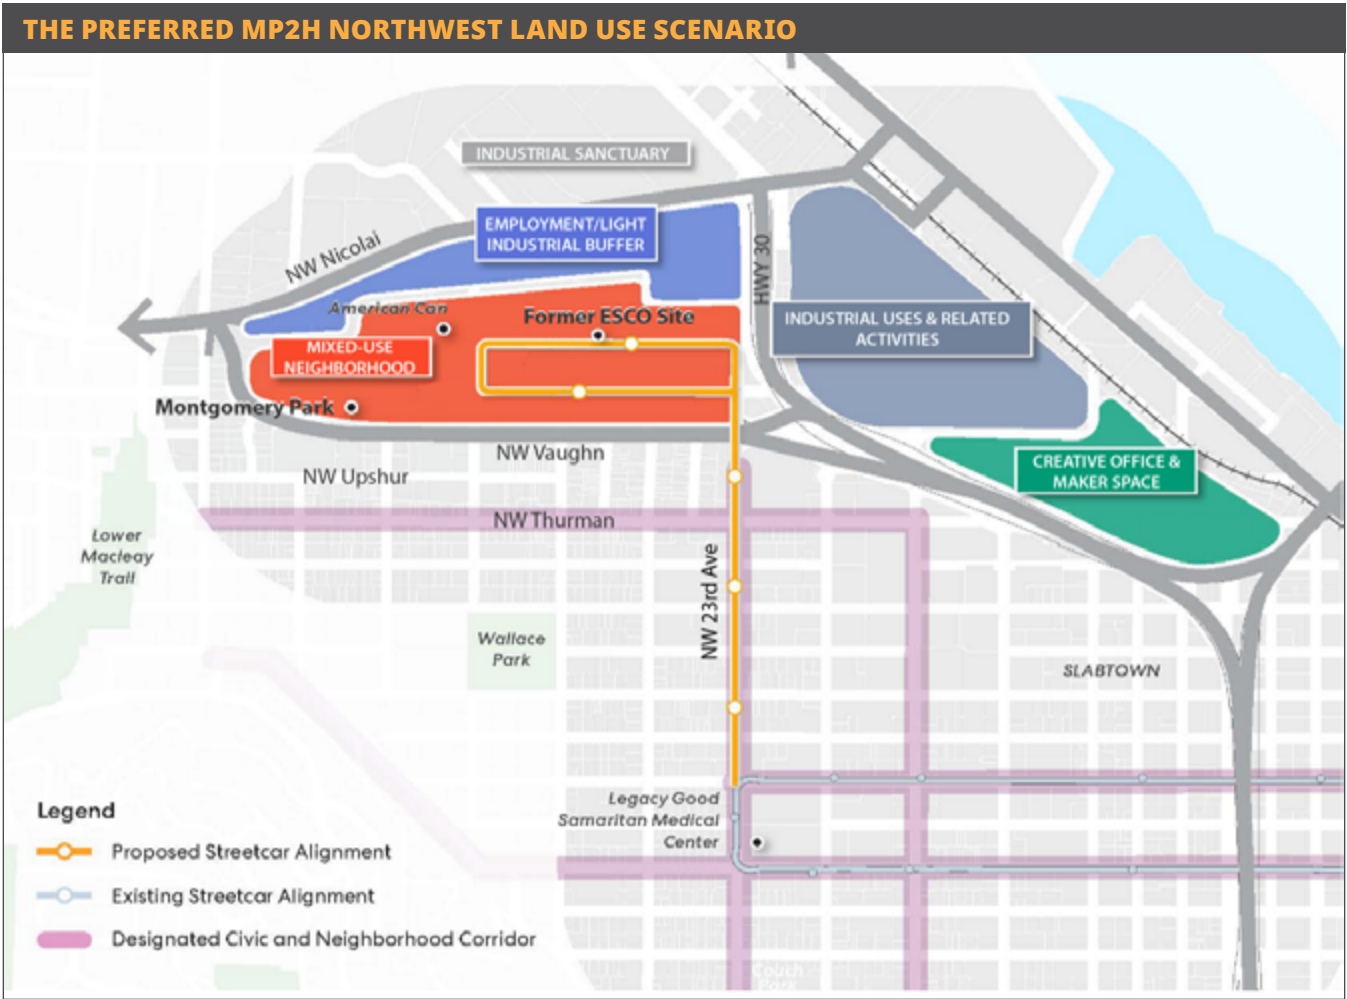 THE PREFERRED MP2H NORTHWEST LAND USE SCENARIO
INDUSTRIAL SANCTUARY
EMPLOYMENT/LIGHT
INDUSTRIAL BUFFER
NW Nicolai
HWY 30
American Can
Former ESCO Site
INDUSTRIAL USES & RELATED
ACTIVITIES
MIXED-USE
NEIGHBORHOOD
Montgomery Park
NW Vaughn
CREATIVE OFFICE &
MAKER SPACE
NW Upshur
NW Thurman
Lower
Macleay
Trail
NW 23rd Ave
Wallace
Park
SLABTOWN
Legacy Good
Samaritan Medical
Center
Legend
Proposed Streetcar Alignment
Existing Streetcar Alignment
Designated Civic and Neighborhood Corridor
Couch
Park